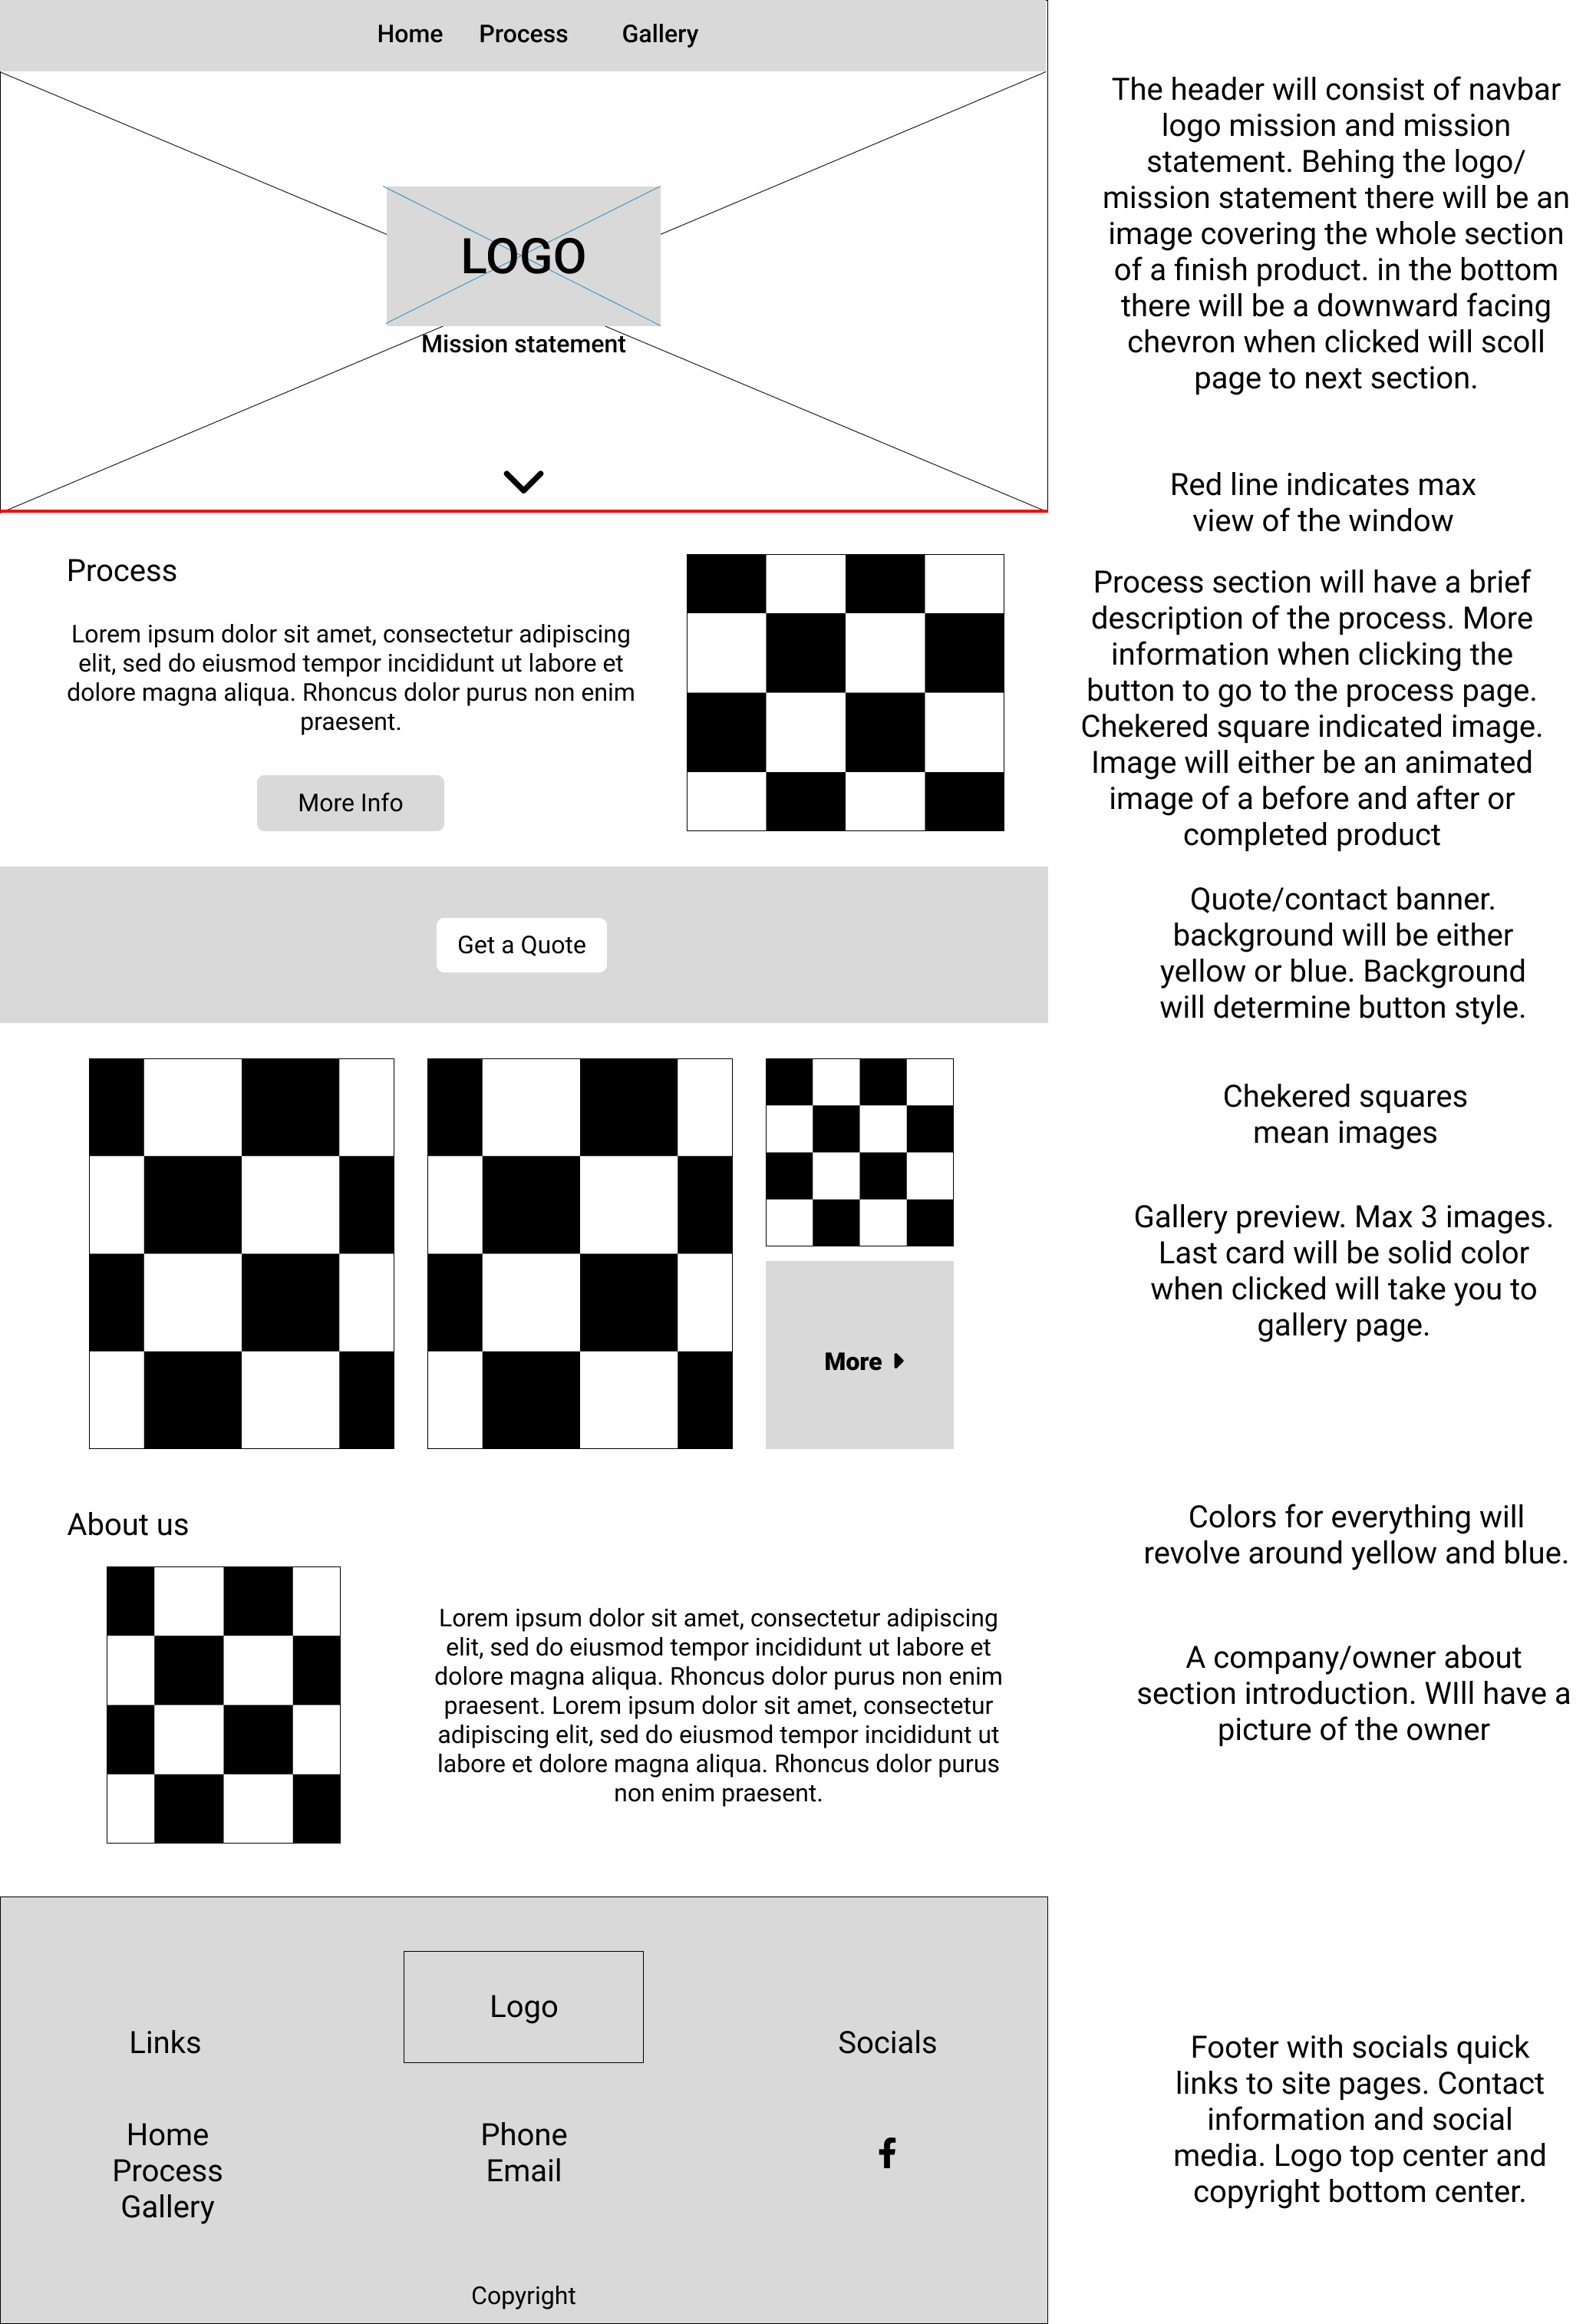 Home Process Gallery
The header will consist of navbar
logo mission and mission
statement. Behing the logo/
mission statement there will be an
image covering the whole section
of a finish product. in the bottom
there will be a downward facing
chevron when clicked will scoll
page to next section.
LOGO
Mission statement
Red line indicates max
view of the window
Process
Lorem ipsum dolor sit amet, consectetur adipiscing
elit, sed do eiusmod tempor incididunt ut labore et
dolore magna aliqua. Rhoncus dolor purus non enim
praesent.
More Info
Process section will have a brief
description of the process. More
information when clicking the
button to go to the process page.
Chekered square indicated image.
Image will either be an animated
image of a before and after or
completed product
Get a Quote
Quote/contact banner.
background will be either
yellow or blue. Background
will determine button style.
Chekered squares
mean images
Gallery preview. Max 3 images.
Last card will be solid color
when clicked will take you to
gallery page.
More
About us
Colors for everything will
revolve around yellow and blue.
Lorem ipsum dolor sit amet, consectetur adipiscing
elit, sed do eiusmod tempor incididunt ut labore et
dolore magna aliqua. Rhoncus dolor purus non enim
praesent. Lorem ipsum dolor sit amet, consectetur
adipiscing elit, sed do eiusmod tempor incididunt ut
labore et dolore magna aliqua. Rhoncus dolor purus
non enim praesent.
A company/owner about
section introduction. WIll have a
picture of the owner
Logo
Links
Home
Process
Gallery
Phone
Email
Socials
Copyright
Footer with socials quick
links to site pages. Contact
information and social
media. Logo top center and
copyright bottom center.